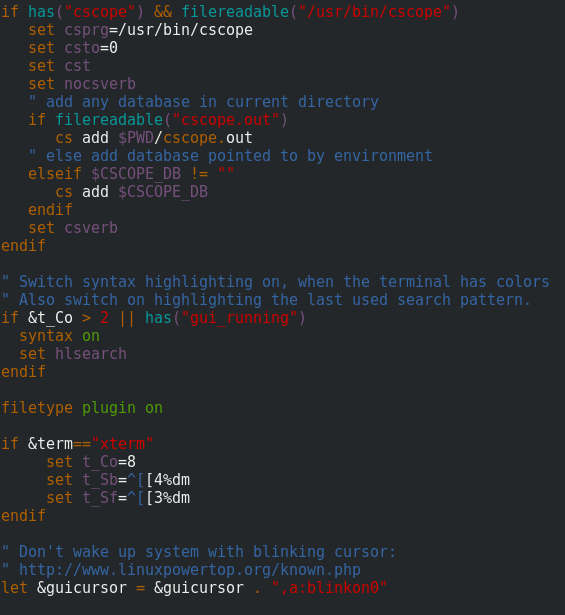 if has("cscope") && filereadable("/usr/bin/cscope")
   set csprg=/usr/bin/cscope
   set csto=0
   set cst
   set nocsverb
   " add any database in current directory
   if filereadable("cscope.out")
      cs add $PWD/cscope.out
   " else add database pointed to by environment
   elseif $CSCOPE_DB != ""
      cs add $CSCOPE_DB
   endif
   set csverb
endif

" Switch syntax highlighting on, when the terminal has colors
" Also switch on highlighting the last used search pattern.
if &t_Co > 2 || has("gui_running")
  syntax on
  set hlsearch
endif

filetype plugin on

if &term=="xterm"
     set t_Co=8
     set t_Sb=^[[4%dm
     set t_Sf=^[[3%dm
endif

" Don't wake up system with blinking cursor:
" http://www.linuxpowertop.org/known.php
let &guicursor = &guicursor . ",a:blinkon0"